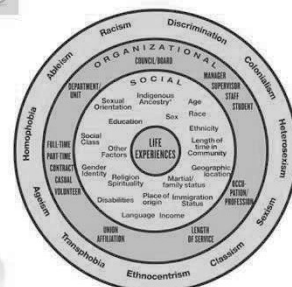 Racism
Discrimination
Colonialism
Heterosexism
Sexism
Classism
Ethnocentrism
Transphobia
Ageism
Homophobia
Ableism
ORGANIZATIONAL
COUNCIL/BOARD
MANAGER
SUPERVISOR
STAFF
STUDENT
OCCU-
PATION/
PROFESSION
LENGTH
OF SERVICE
UNION
AFFILIATION
FULL-TIME
PART-TIME
CONTRACT
CASUAL
VOLUNTEER
DEPARTMENT/
UNIT
SOCIAL
Indigenous
Ancestry*
Age
Sex
Race
Ethnicity
Length of
time in
Community
Geographic
location
Martial/
family status
Immigration
Status
Place of
origin
Income
Language
Disabilities
Religion
Spirituality
Gender
Identity
Other
Factors
Social
Class
Education
Sexual
Orientation
LIFE
EXPERIENCES